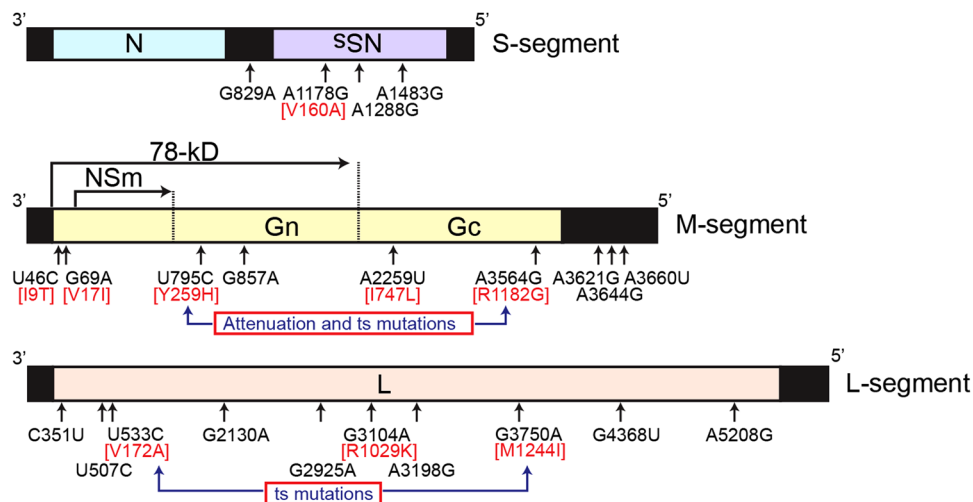 3’ 5’
N ᴤSN S-segment
G829A A1178G A1483G
[V160A] A1288G
78-kD
3’ NSm 5’
Gn Gc M-segment
U46C G69A U795C G857A A2259U A3564G A3621G A3660U
[I9T] [V17I] [Y259H] [I747L] [R1182G] A3644G
Attenuation and ts mutations
3’ 5’
L L-segment
C351U U533C G2130A G3104A G3750A G4368U A5208G
[V172A] [R1029K] [M1244I]
U507C G2925A A3198G
ts mutations